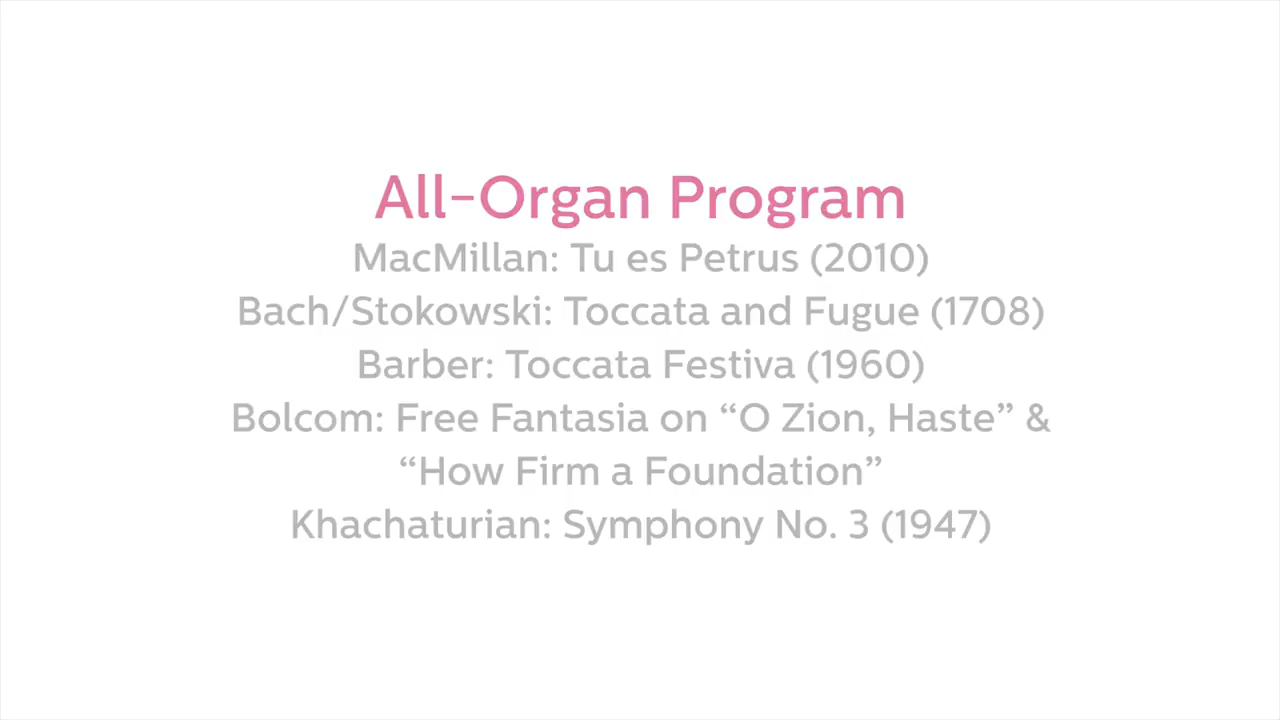 All-Organ Program
MacMillan: Tu es Petrus (2010)
Bach/Stokowski: Toccata and Fugue (1708)
Barber: Toccata Festiva (1960)
Bolcom: Free Fantasia on “O Zion, Haste” &
“How Firm a Foundation”
Khachaturian: Symphony No. 3 (1947)